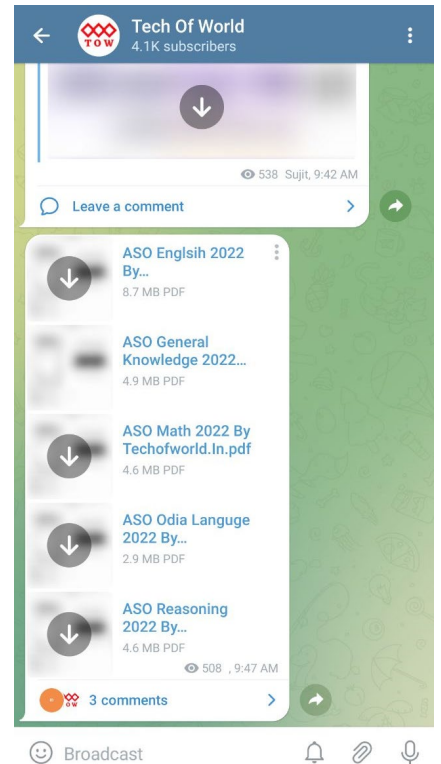 Tech Of World
TOW
4.1K subscribers
538 Sujit, 9:42 AM
Leave a comment
ASO Englsih 2022
By...
8.7 MB PDF
ASO General
Knowledge 2022...
4.9 MB PDF
ASO Math 2022 By
Techofworld.In.pdf
4.6 MB PDF
ASO Odia Languge
2022 By...
2.9 MB PDF
ASO Reasoning
2022 By...
4.6 MB PDF
508 , 9:47 AM
3 comments
Broadcast